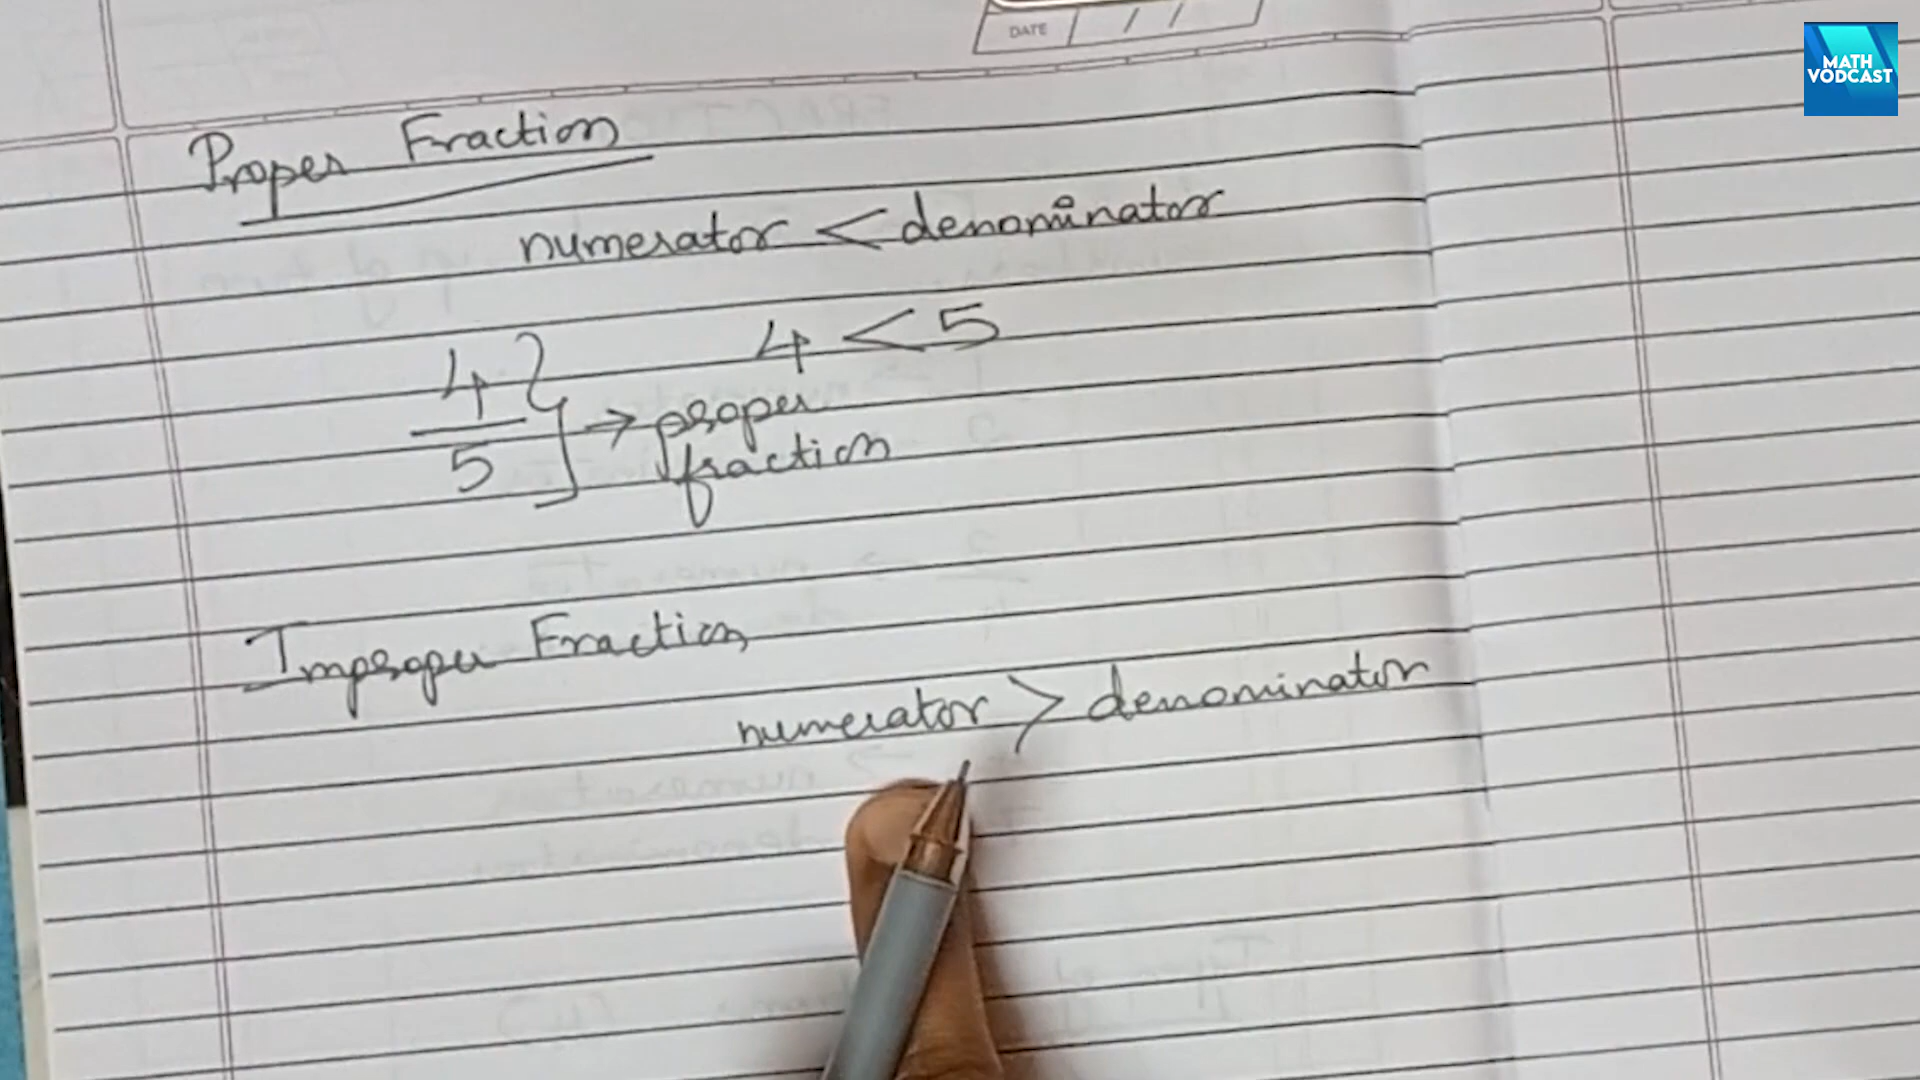 DATE / /
MATH
VODCAST
Proper Fraction
numerator < denominator
4 < 5
4
5
→ proper
fraction
Improper Fraction
numerator > denominator